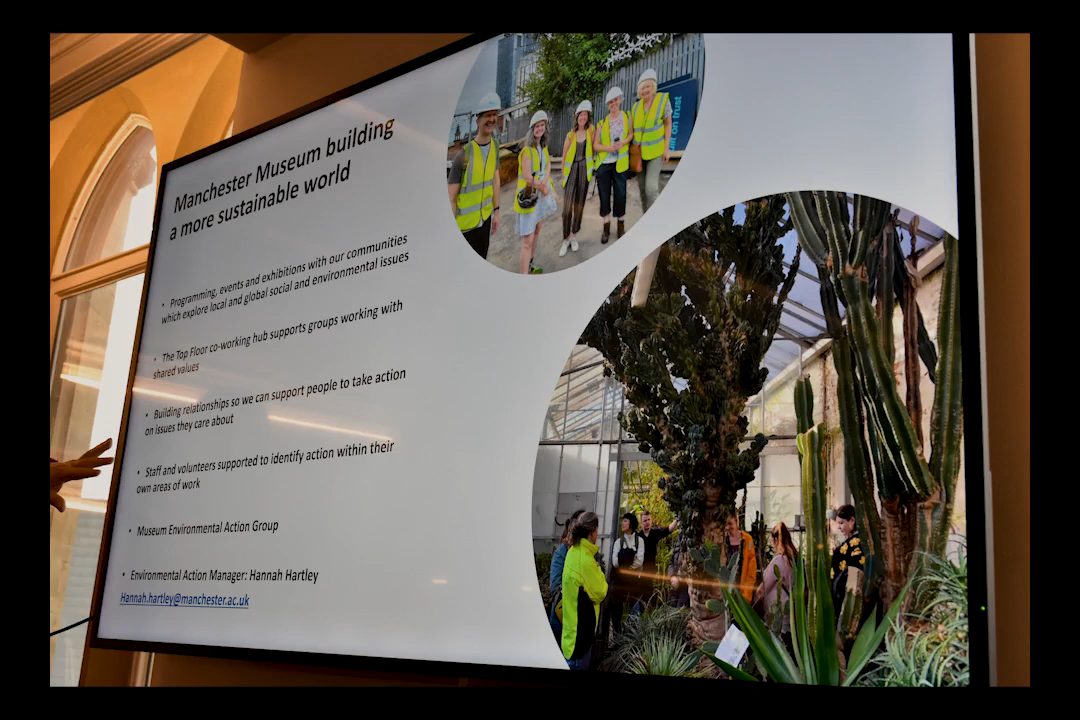 Manchester Museum building
a more sustainable world
• Programming, events and exhibitions with our communities
which explore local and global social and environmental issues
• The Top Floor co-working hub supports groups working with
shared values
• Building relationships so we can support people to take action
on issues they care about
• Staff and volunteers supported to identify action within their
own areas of work
• Museum Environmental Action Group
• Environmental Action Manager: Hannah Hartley
Hannah.hartley@manchester.ac.uk
on trust